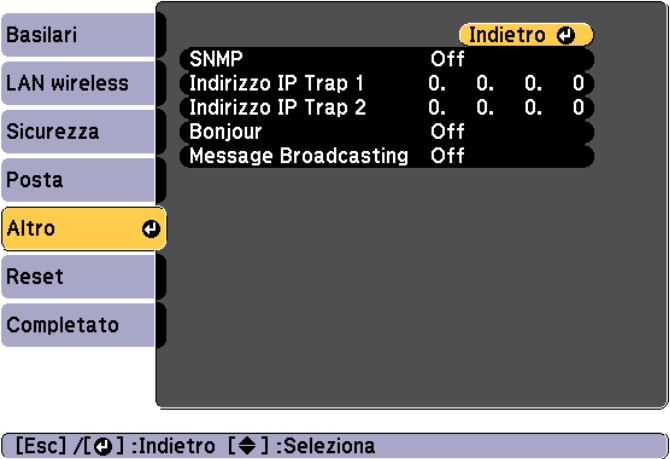 Basilari
LAN wireless
Sicurezza
Posta
Altro
Reset
Completato
Indietro
SNMP Off
Indirizzo IP Trap 1 0. 0. 0. 0
Indirizzo IP Trap 2 0. 0. 0. 0
Bonjour Off
Message Broadcasting Off
[Esc] /[ ] :Indietro [ ] :Seleziona